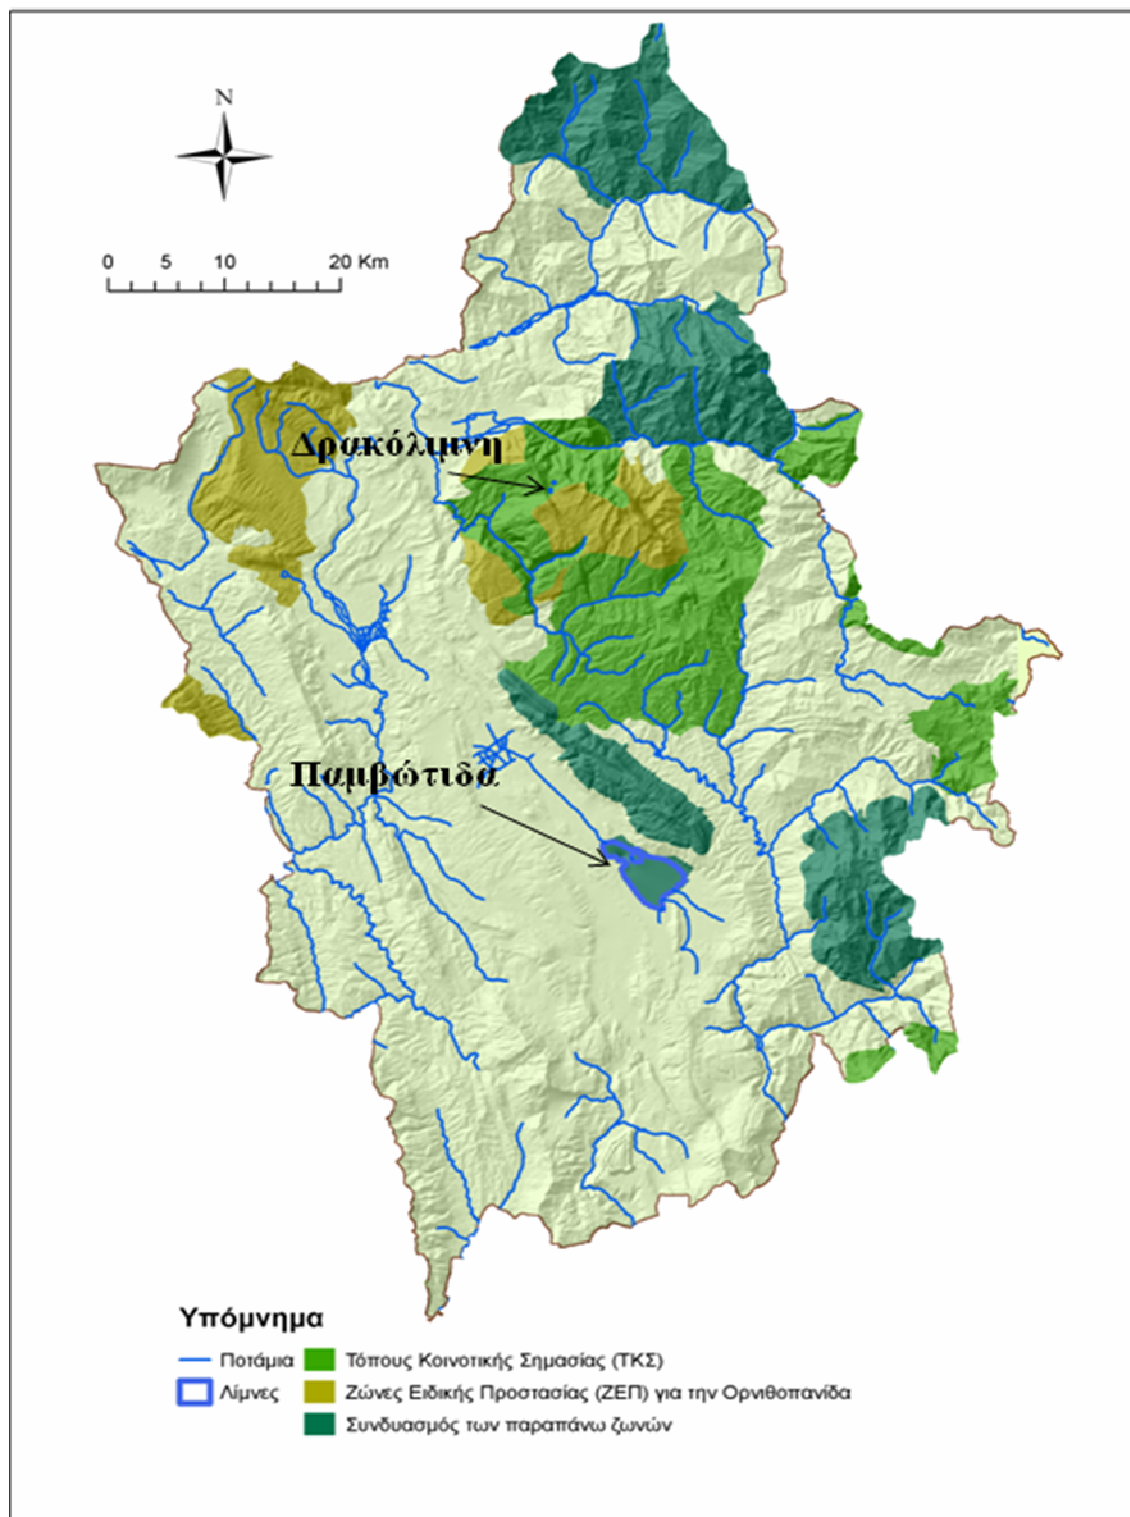 N
0 5 10 20 Km
Δρακόλιμνη
Παμβώτιδα
Υπόμνημα
Ποτάμια
Τόπους Κοινοτικής Σημασίας (ΤΚΣ)
Λίμνες
Ζώνες Ειδικής Προστασίας (ΖΕΠ) για την Ορνιθοπανίδα
Συνδυασμός των παραπάνω ζωνών